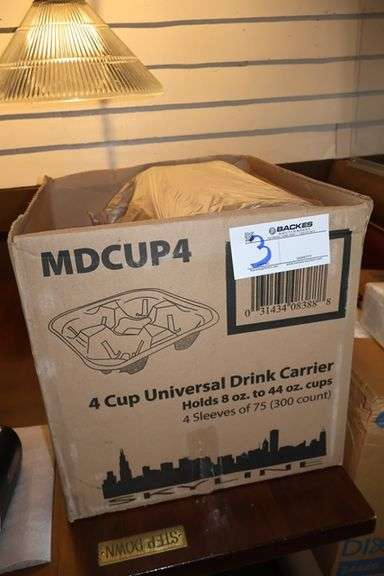 BACKES
3
MDCUP4
0 31434 08388 8
4 Cup Universal Drink Carrier
Holds 8 oz. to 44 oz. cups
4 Sleeves of 75 (300 count)
SKYLINE
STEP DOWN